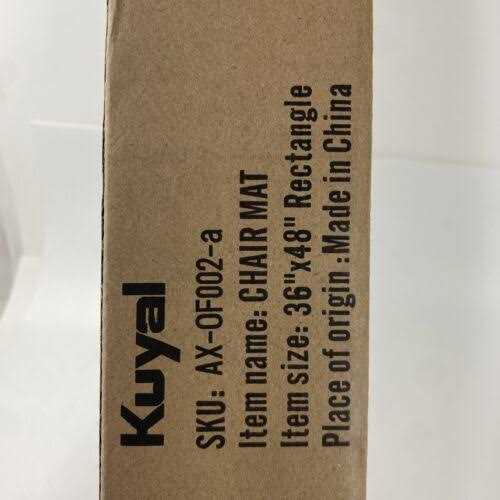 Kuyal
SKU: AX-OF002-a
Item name: CHAIR MAT
Item size: 36"x48" Rectangle
Place of origin :Made in China